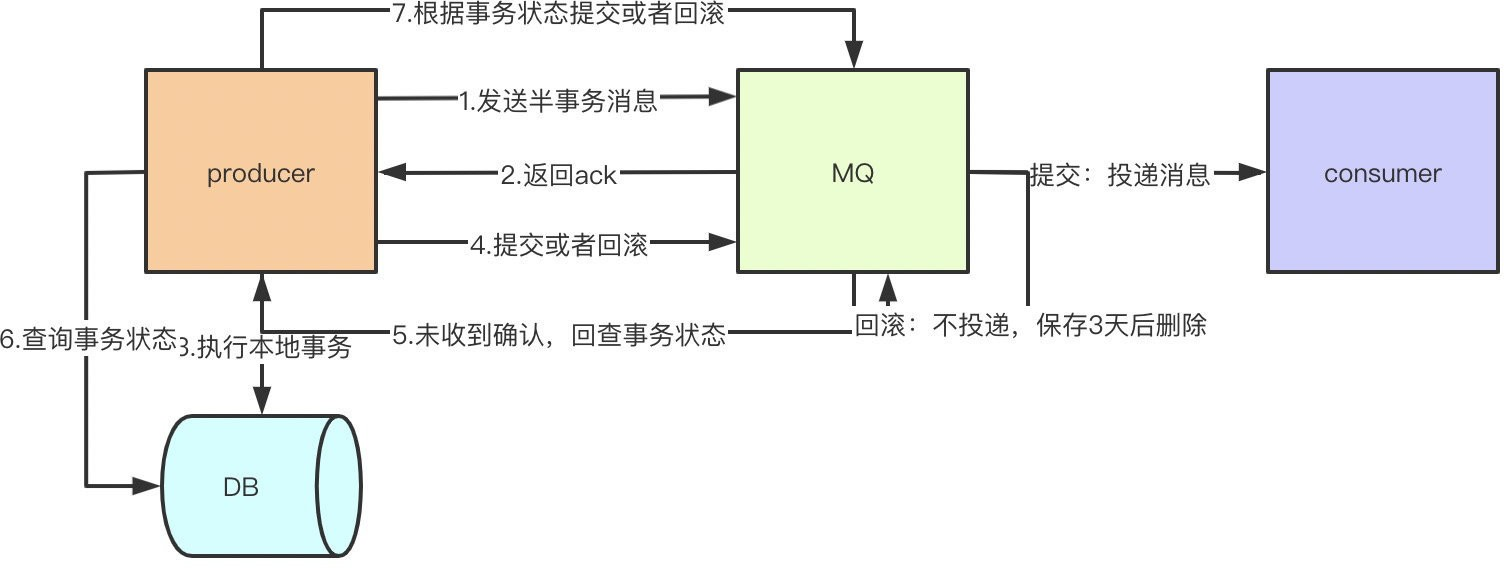 7.根据事务状态提交或者回滚
1.发送半事务消息
producer
2.返回ack
MQ
提交：投递消息
consumer
4.提交或者回滚
5.未收到确认，回查事务状态
回滚：不投递，保存3天后删除
6.查询事务状态
3.执行本地事务
DB